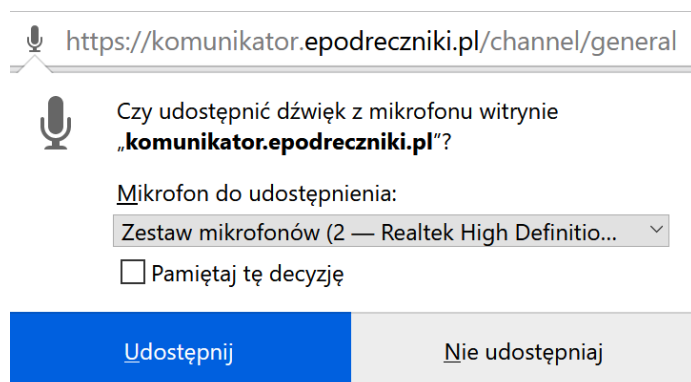 https://komunikator.epodreczniki.pl/channel/general
Czy udostępnić dźwięk z mikrofonu witrynie
„komunikator.epodreczniki.pl”?
Mikrofon do udostępnienia:
Zestaw mikrofonów (2 — Realtek High Definitio...
Pamiętaj tę decyzję
Udostępnij Nie udostępniaj